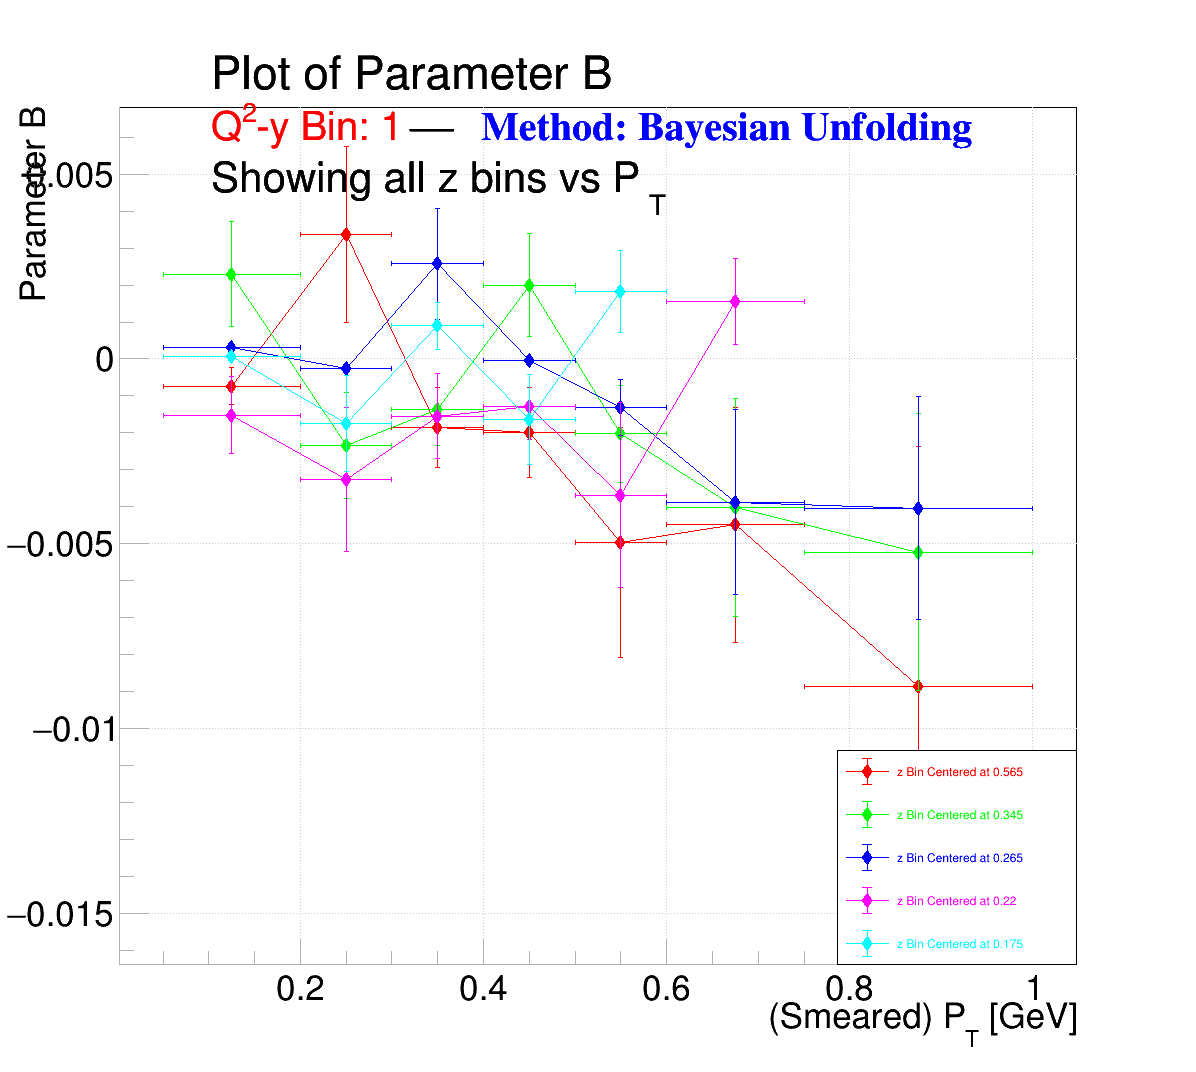 Plot of Parameter B
Q²-y Bin: 1 — Method: Bayesian Unfolding
Showing all z bins vs P_T
Parameter B
0.005
0
−0.005
−0.01
−0.015
0.2 0.4 0.6 0.8 1
(Smeared) P_T [GeV]
z Bin Centered at 0.565
z Bin Centered at 0.345
z Bin Centered at 0.265
z Bin Centered at 0.22
z Bin Centered at 0.175